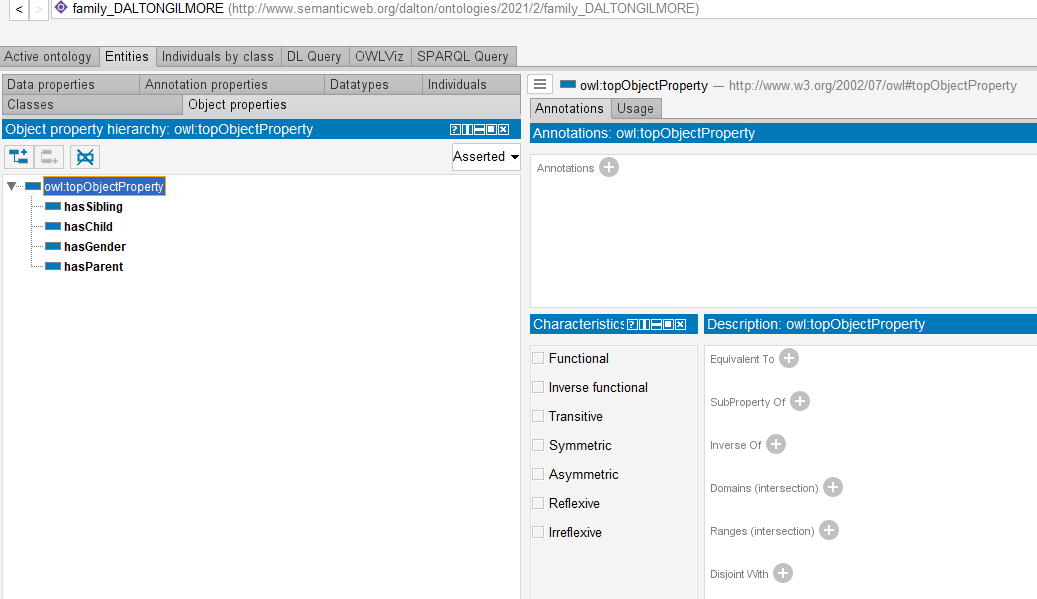 < > family_DALTONGILMORE (http://www.semanticweb.org/dalton/ontologies/2021/2/family_DALTONGILMORE)
Active ontology Entities Individuals by class DL Query OWLViz SPARQL Query
Data properties Annotation properties Datatypes Individuals
Classes Object properties
Object property hierarchy: owl:topObjectProperty
Asserted
owl:topObjectProperty
hasSibling
hasChild
hasGender
hasParent
owl:topObjectProperty — http://www.w3.org/2002/07/owl#topObjectProperty
Annotations Usage
Annotations: owl:topObjectProperty
Annotations
Characteristics
Functional
Inverse functional
Transitive
Symmetric
Asymmetric
Reflexive
Irreflexive
Description: owl:topObjectProperty
Equivalent To
SubProperty Of
Inverse Of
Domains (intersection)
Ranges (intersection)
Disjoint With